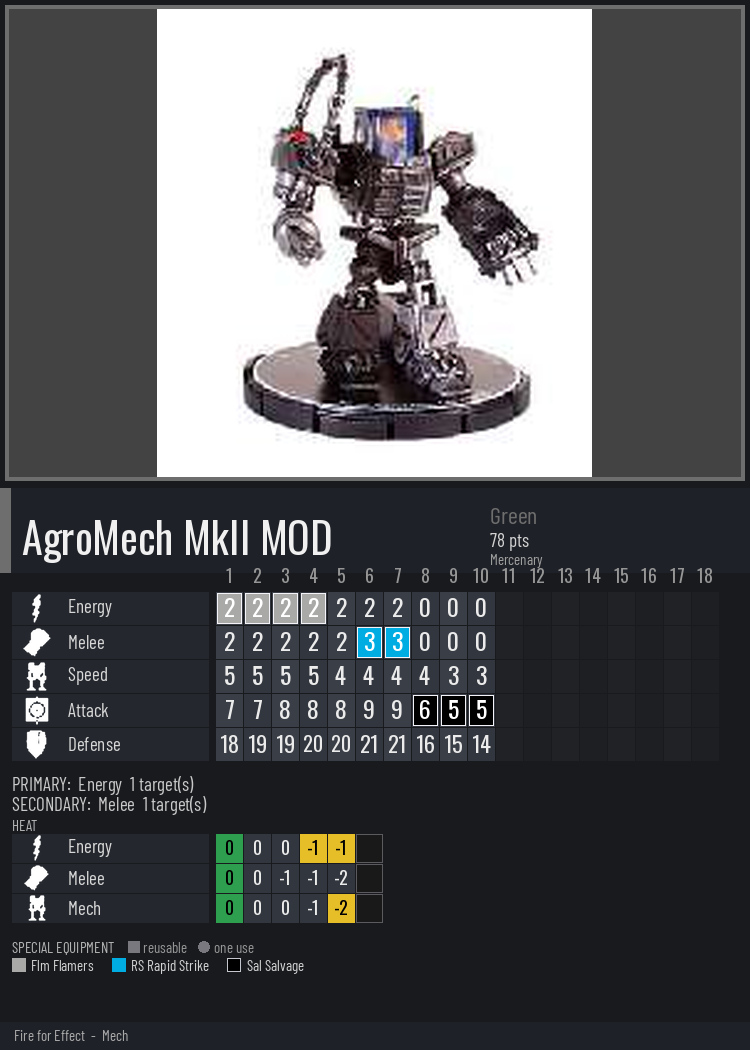 AgroMech MkII MOD
Green
78 pts
Mercenary
1 2 3 4 5 6 7 8 9 10 11 12 13 14 15 16 17 18
Energy 2 2 2 2 2 2 2 0 0 0
Melee 2 2 2 2 2 3 3 0 0 0
Speed 5 5 5 5 4 4 4 4 3 3
Attack 7 7 8 8 8 9 9 6 5 5
Defense 18 19 19 20 20 21 21 16 15 14
PRIMARY: Energy 1 target(s)
SECONDARY: Melee 1 target(s)
HEAT
Energy 0 0 0 -1 -1
Melee 0 0 -1 -1 -2
Mech 0 0 0 -1 -2
SPECIAL EQUIPMENT reusable one use
Flm Flamers RS Rapid Strike Sal Salvage
Fire for Effect - Mech